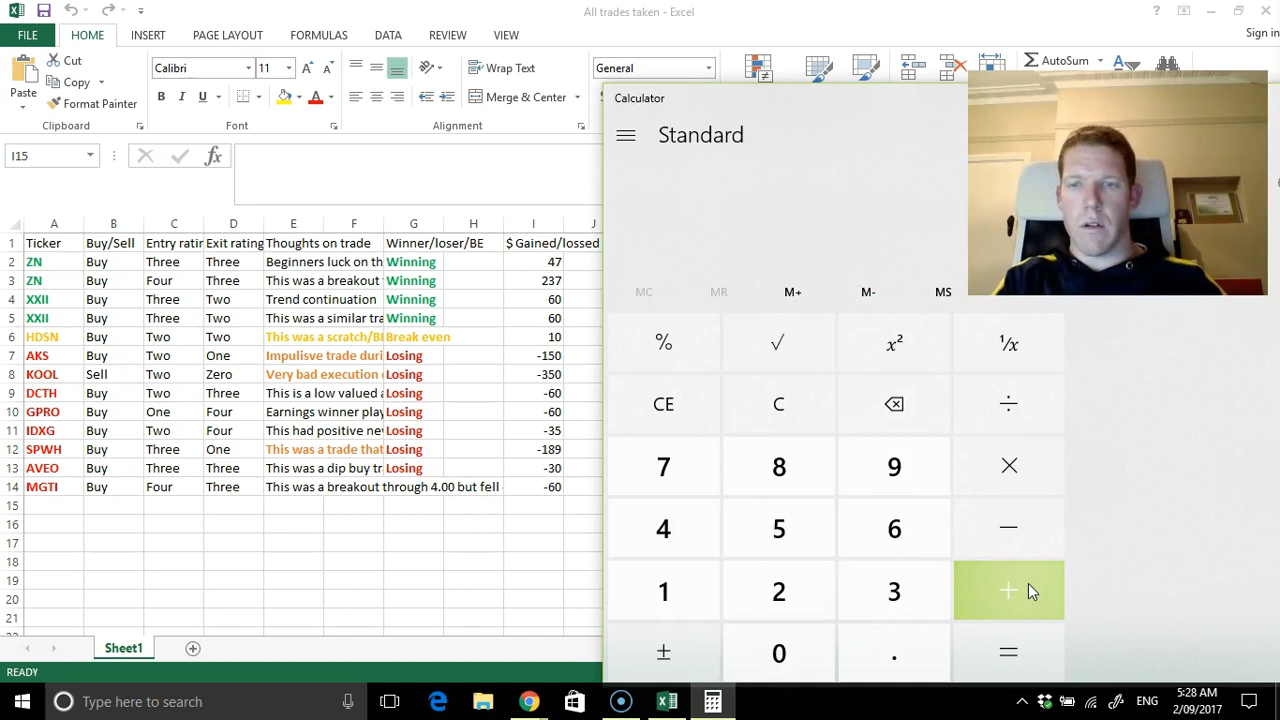 All trades taken - Excel
?
FILE HOME INSERT PAGE LAYOUT FORMULAS DATA REVIEW VIEW Sign in
Paste Cut Copy Format Painter
Calibri 11 Wrap Text General AutoSum
B I U A Merge & Center
Clipboard Font Alignment
I15 fx
A B C D E F G H I J
1 Ticker Buy/Sell Entry ratin Exit rating Thoughts on trade Winner/loser/BE $ Gained/lossed
2 ZN Buy Three Three Beginners luck on th Winning 47
3 ZN Buy Four Three This was a breakout Winning 237
4 XXII Buy Three Two Trend continuation Winning 60
5 XXII Buy Three Two This was a similar tra Winning 60
6 HDSN Buy Two Two This was a scratch/BE Break even 10
7 AKS Buy Two One Impulisve trade duri Losing -150
8 KOOL Sell Two Zero Very bad execution Losing -350
9 DCTH Buy Two Three This is a low valued a Losing -60
10 GPRO Buy One Four Earnings winner play Losing -60
11 IDXG Buy Two Four This had positive nev Losing -35
12 SPWH Buy Three One This was a trade that Losing -189
13 AVEO Buy Three Three This was a dip buy tr Losing -30
14 MGTI Buy Four Three This was a breakout through 4.00 but fell -60
15
16
17
18
19
20
21
Sheet1
READY
Calculator
Standard
MC MR M+ M- MS
% √ x² ¹/x
CE C ÷
7 8 9 ×
4 5 6 −
1 2 3 +
± 0 . =
Type here to search
ENG
5:28 AM
2/09/2017